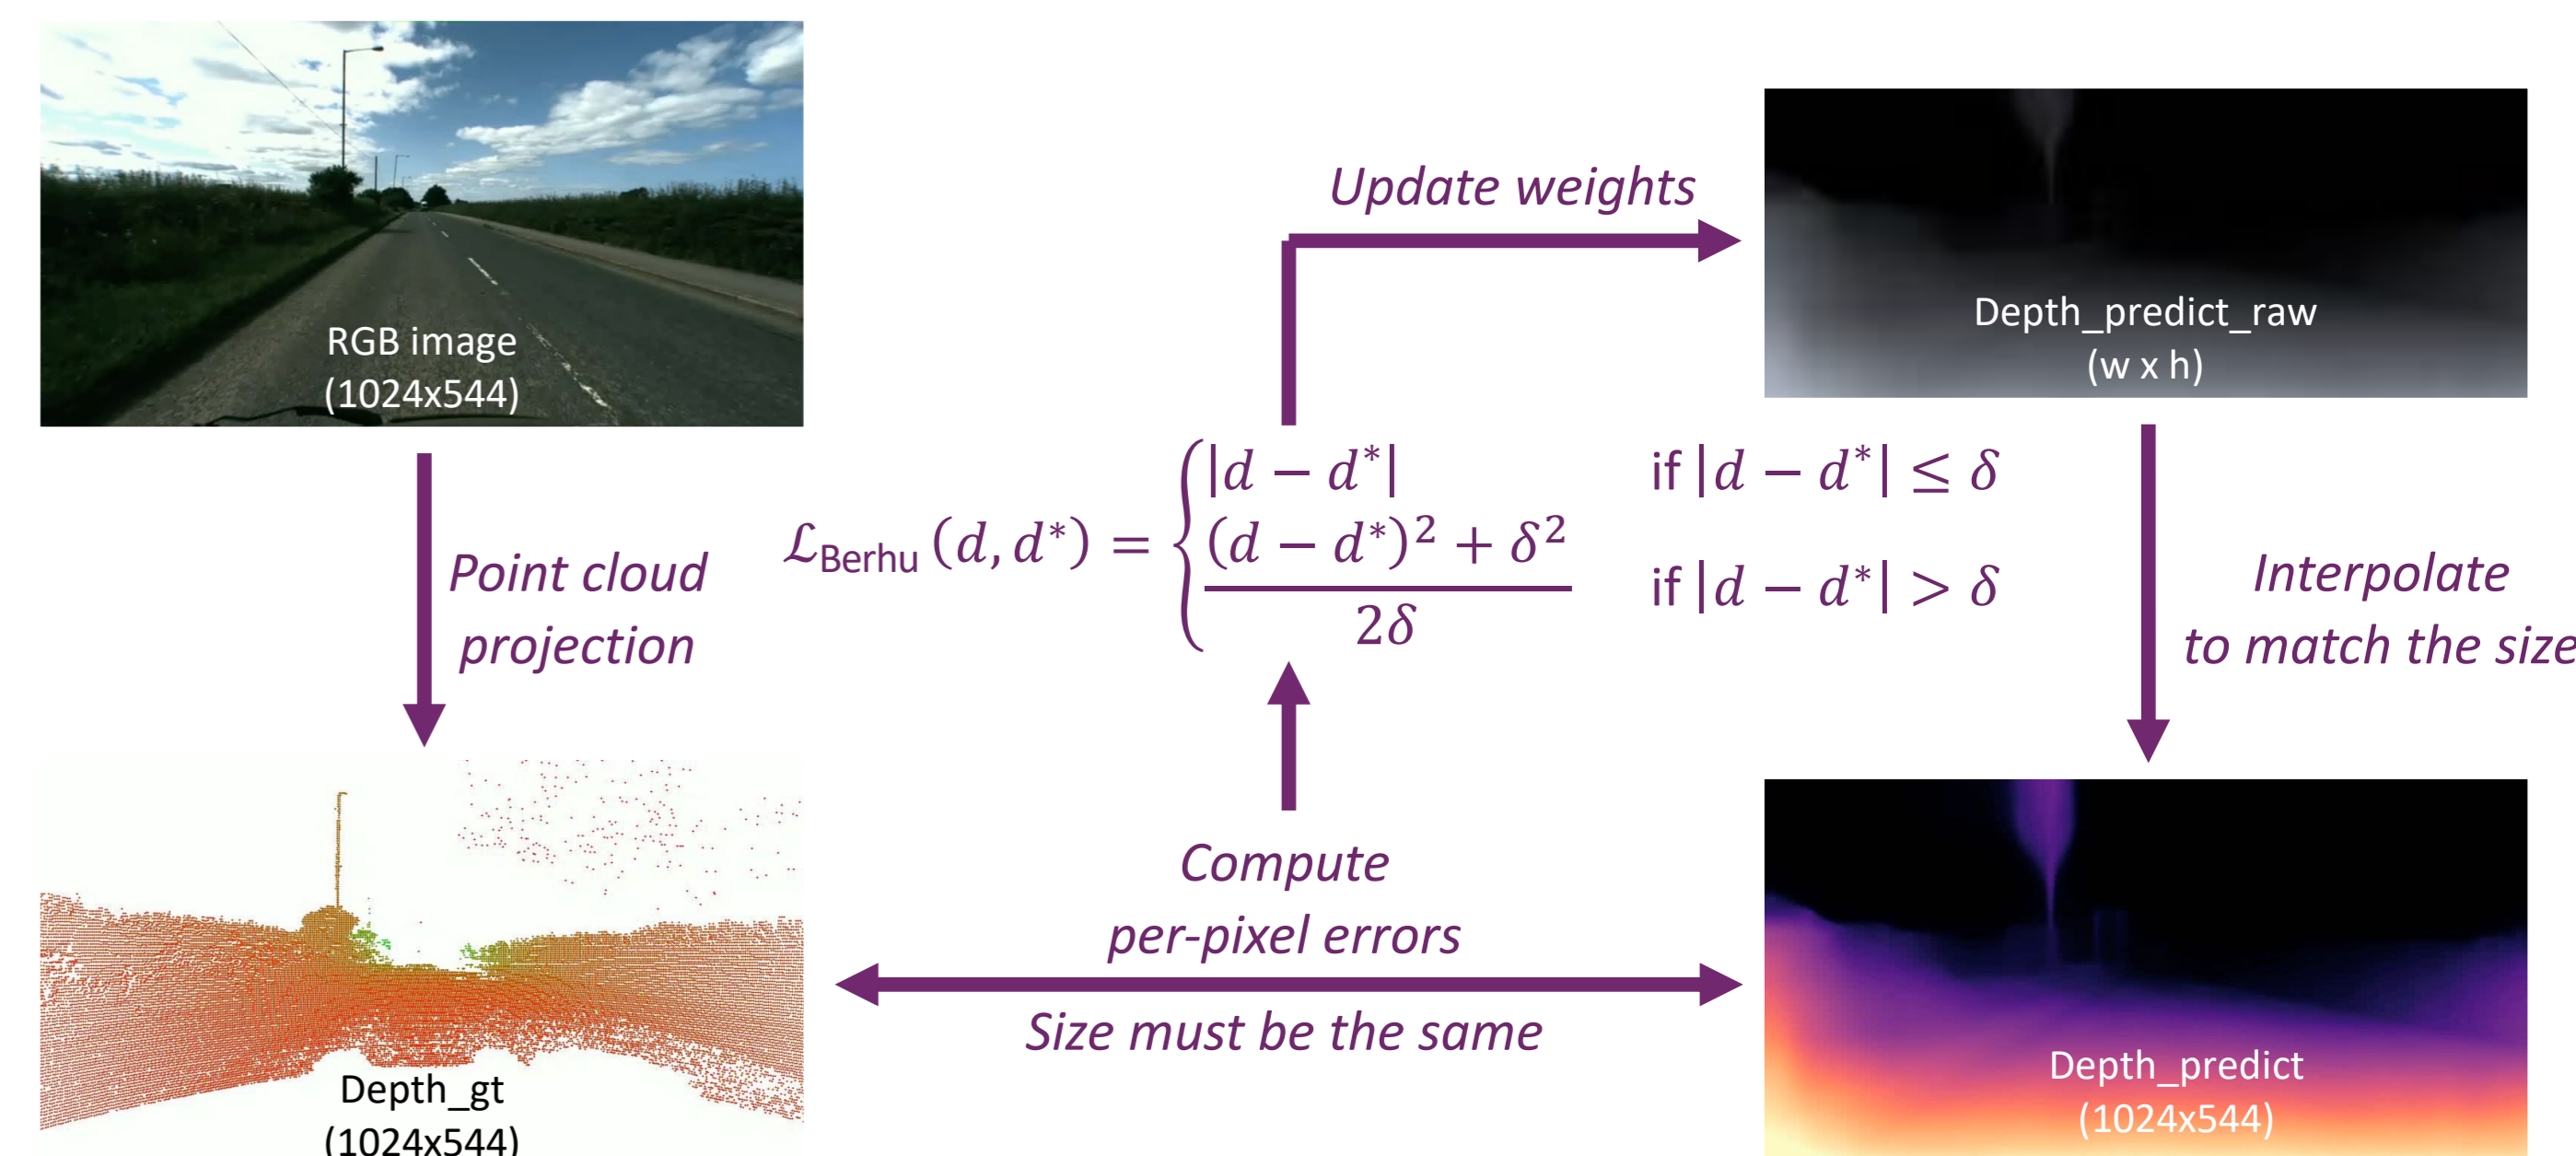 RGB image
(1024x544)
Update weights
Depth_predict_raw
(w x h)
Point cloud
projection
ℒ_Berhu (d, d*) = { |d − d*| if |d − d*| ≤ δ
((d − d*)² + δ²) / 2δ if |d − d*| > δ
Interpolate
to match the size
Compute
per-pixel errors
Size must be the same
Depth_gt
(1024x544)
Depth_predict
(1024x544)